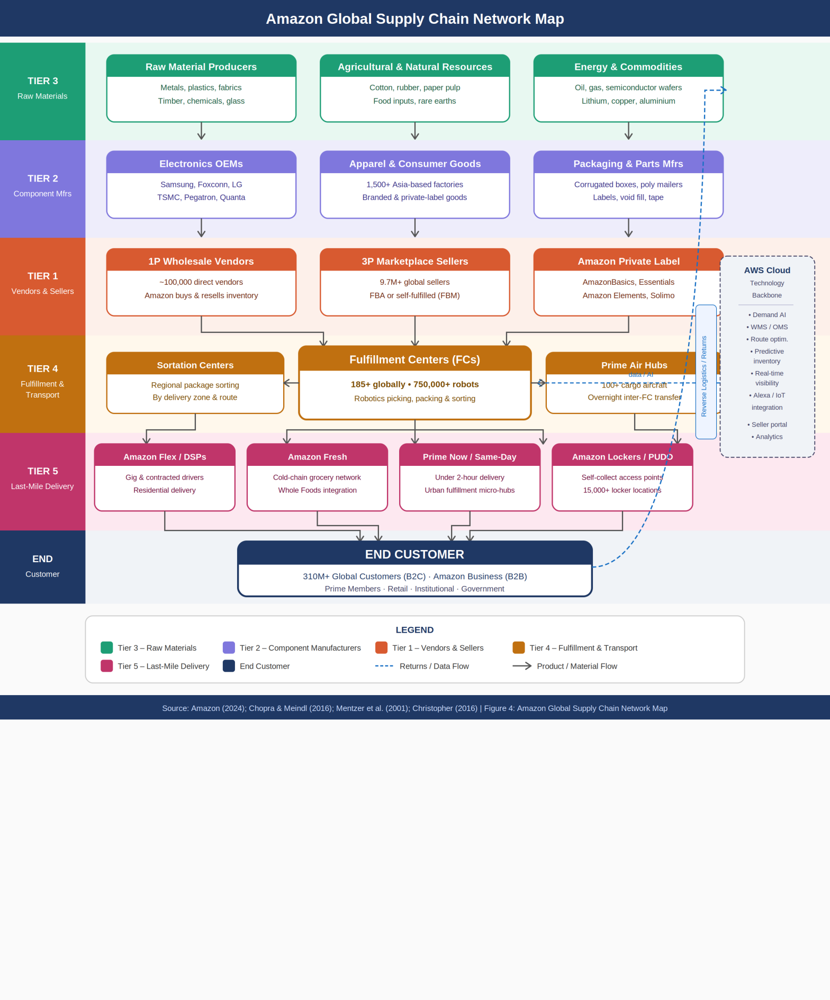 Amazon Global Supply Chain Network Map
TIER 3
Raw Materials
Raw Material Producers
Metals, plastics, fabrics
Timber, chemicals, glass
Agricultural & Natural Resources
Cotton, rubber, paper pulp
Food inputs, rare earths
Energy & Commodities
Oil, gas, semiconductor wafers
Lithium, copper, aluminium
TIER 2
Component Mfrs
Electronics OEMs
Samsung, Foxconn, LG
TSMC, Pegatron, Quanta
Apparel & Consumer Goods
1,500+ Asia-based factories
Branded & private-label goods
Packaging & Parts Mfrs
Corrugated boxes, poly mailers
Labels, void fill, tape
TIER 1
Vendors & Sellers
1P Wholesale Vendors
~100,000 direct vendors
Amazon buys & resells inventory
3P Marketplace Sellers
9.7M+ global sellers
FBA or self-fulfilled (FBM)
Amazon Private Label
AmazonBasics, Essentials
Amazon Elements, Solimo
AWS Cloud
Technology
Backbone
• Demand AI
• WMS / OMS
• Route optim.
• Predictive
inventory
• Real-time
visibility
• Alexa / IoT
integration
• Seller portal
• Analytics
Reverse Logistics / Returns
TIER 4
Fulfillment &
Transport
Sortation Centers
Regional package sorting
By delivery zone & route
Fulfillment Centers (FCs)
185+ globally • 750,000+ robots
Robotics picking, packing & sorting
Prime Air Hubs
data / AI
100+ cargo aircraft
Overnight inter-FC transfer
TIER 5
Last-Mile Delivery
Amazon Flex / DSPs
Gig & contracted drivers
Residential delivery
Amazon Fresh
Cold-chain grocery network
Whole Foods integration
Prime Now / Same-Day
Under 2-hour delivery
Urban fulfillment micro-hubs
Amazon Lockers / PUDO
Self-collect access points
15,000+ locker locations
END
Customer
END CUSTOMER
310M+ Global Customers (B2C) · Amazon Business (B2B)
Prime Members · Retail · Institutional · Government
LEGEND
Tier 3 – Raw Materials
Tier 2 – Component Manufacturers
Tier 1 – Vendors & Sellers
Tier 4 – Fulfillment & Transport
Tier 5 – Last-Mile Delivery
End Customer
Returns / Data Flow
Product / Material Flow
Source: Amazon (2024); Chopra & Meindl (2016); Mentzer et al. (2001); Christopher (2016) | Figure 4: Amazon Global Supply Chain Network Map